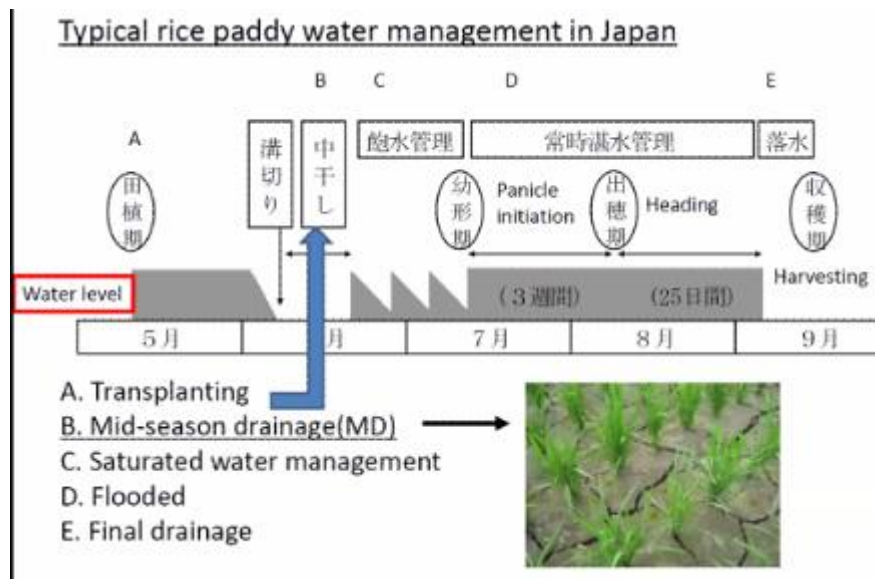 Typical rice paddy water management in Japan
B
C
D
E
A
溝切り
中干し
飽水管理
常時湛水管理
落水
田植期
幼形期
Panicle
initiation
出穂期
Heading
収穫期
Water level
(3週間)
(25日間)
Harvesting
5月
月
7月
8月
9月
A. Transplanting
B. Mid-season drainage(MD)
C. Saturated water management
D. Flooded
E. Final drainage